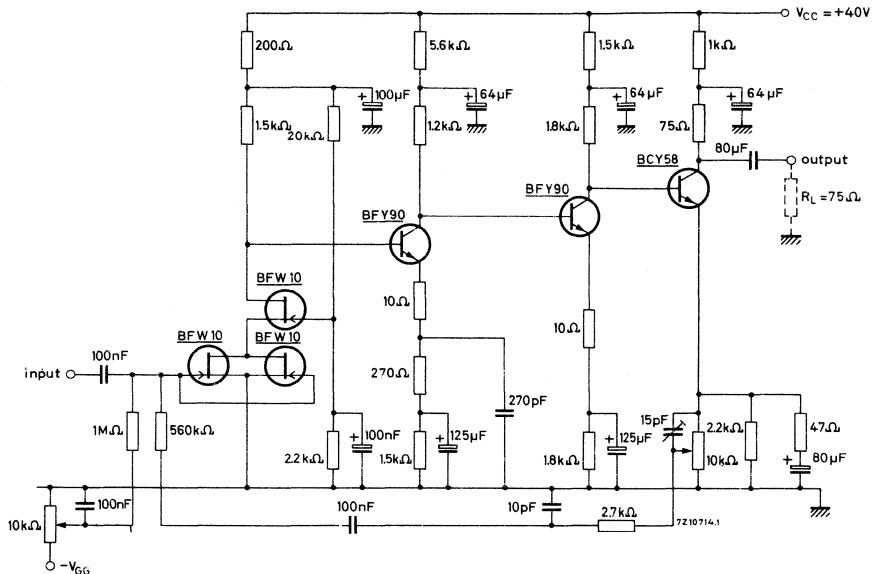 V_CC = +40V
200Ω
5.6kΩ
1.5kΩ
1kΩ
+ 100µF
+ 64µF
+ 64µF
+ 64µF
1.5kΩ
20kΩ
1.2kΩ
1.8kΩ
75Ω
BCY58
80µF
output
BFY90
BFY90
R_L = 75Ω
BFW10
10Ω
10Ω
BFW10
BFW10
100nF
input
270Ω
270pF
1MΩ
560kΩ
15pF
2.2kΩ
47Ω
+ 100nF
+ 125µF
+ 125µF
2.2kΩ
1.5kΩ
1.8kΩ
10kΩ
+ 80µF
100nF
100nF
10pF
10kΩ
2.7kΩ
7Z10714.1
-V_GG